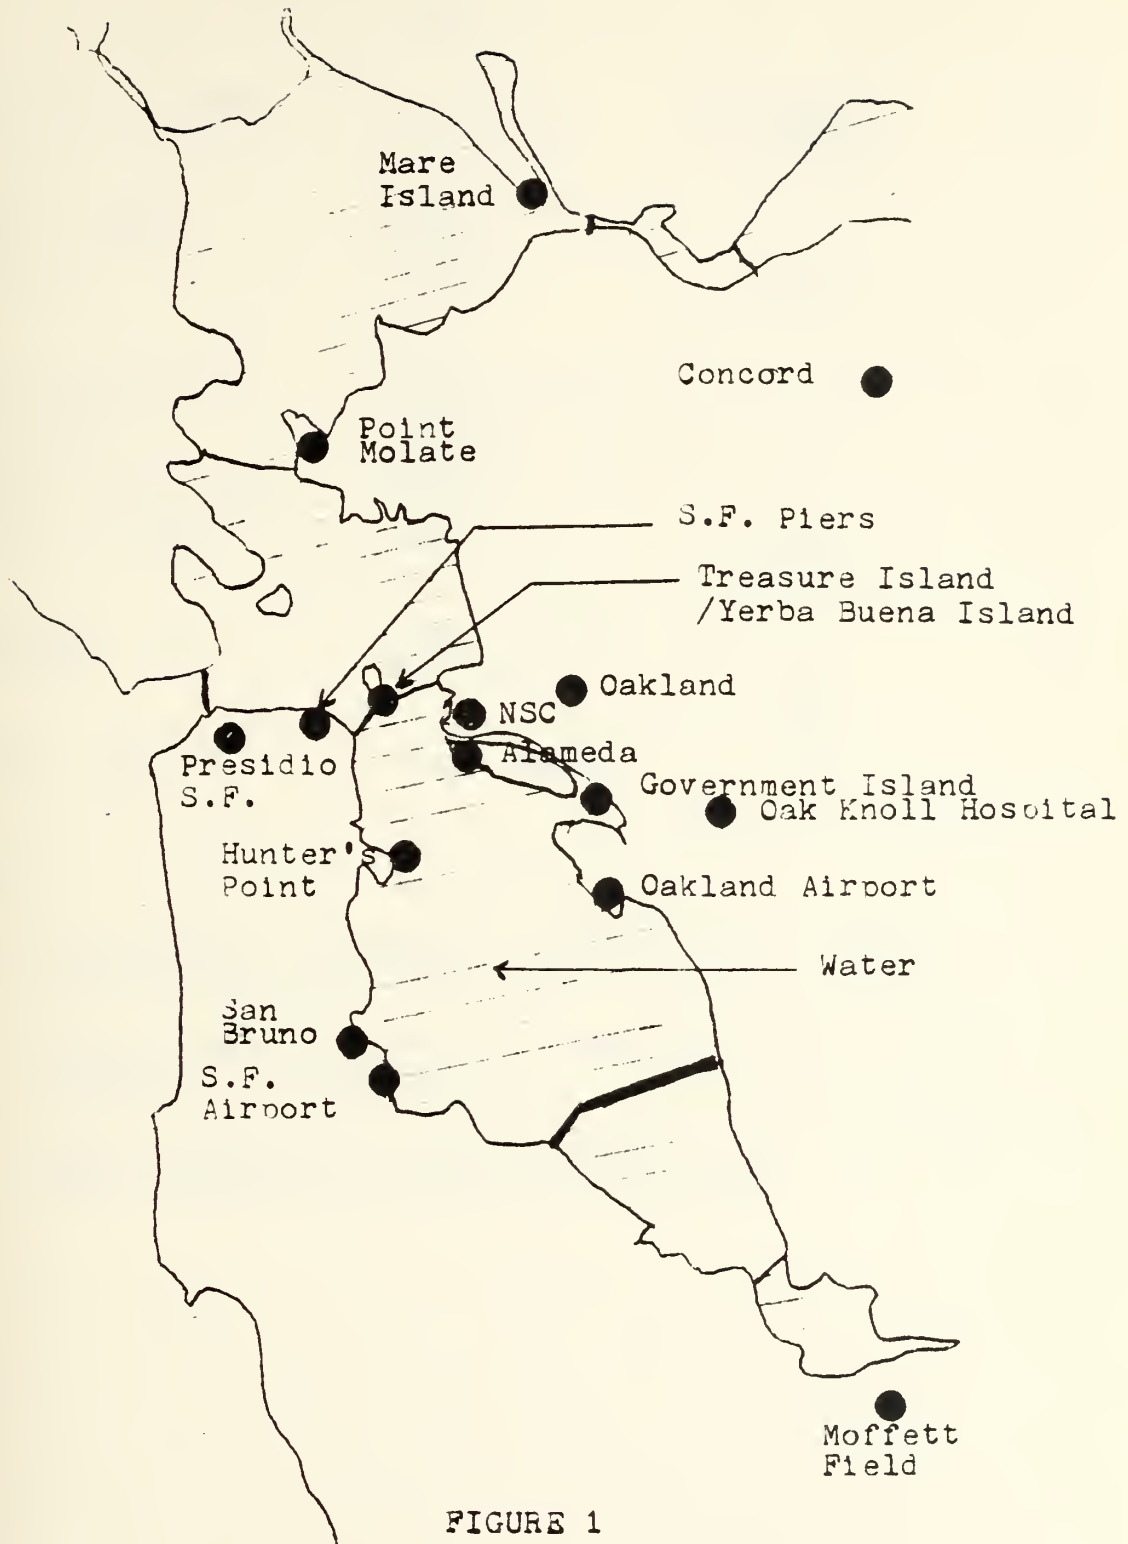 Mare
Island
Concord
Point
Molate
S.F. Piers
Treasure Island
/Yerba Buena Island
Oakland
NSC
Alameda
Presidio
S.F.
Government Island
Oak Knoll Hospital
Hunter's
Point
Oakland Airport
Water
San
Bruno
S.F.
Airport
Moffett
Field
FIGURE 1